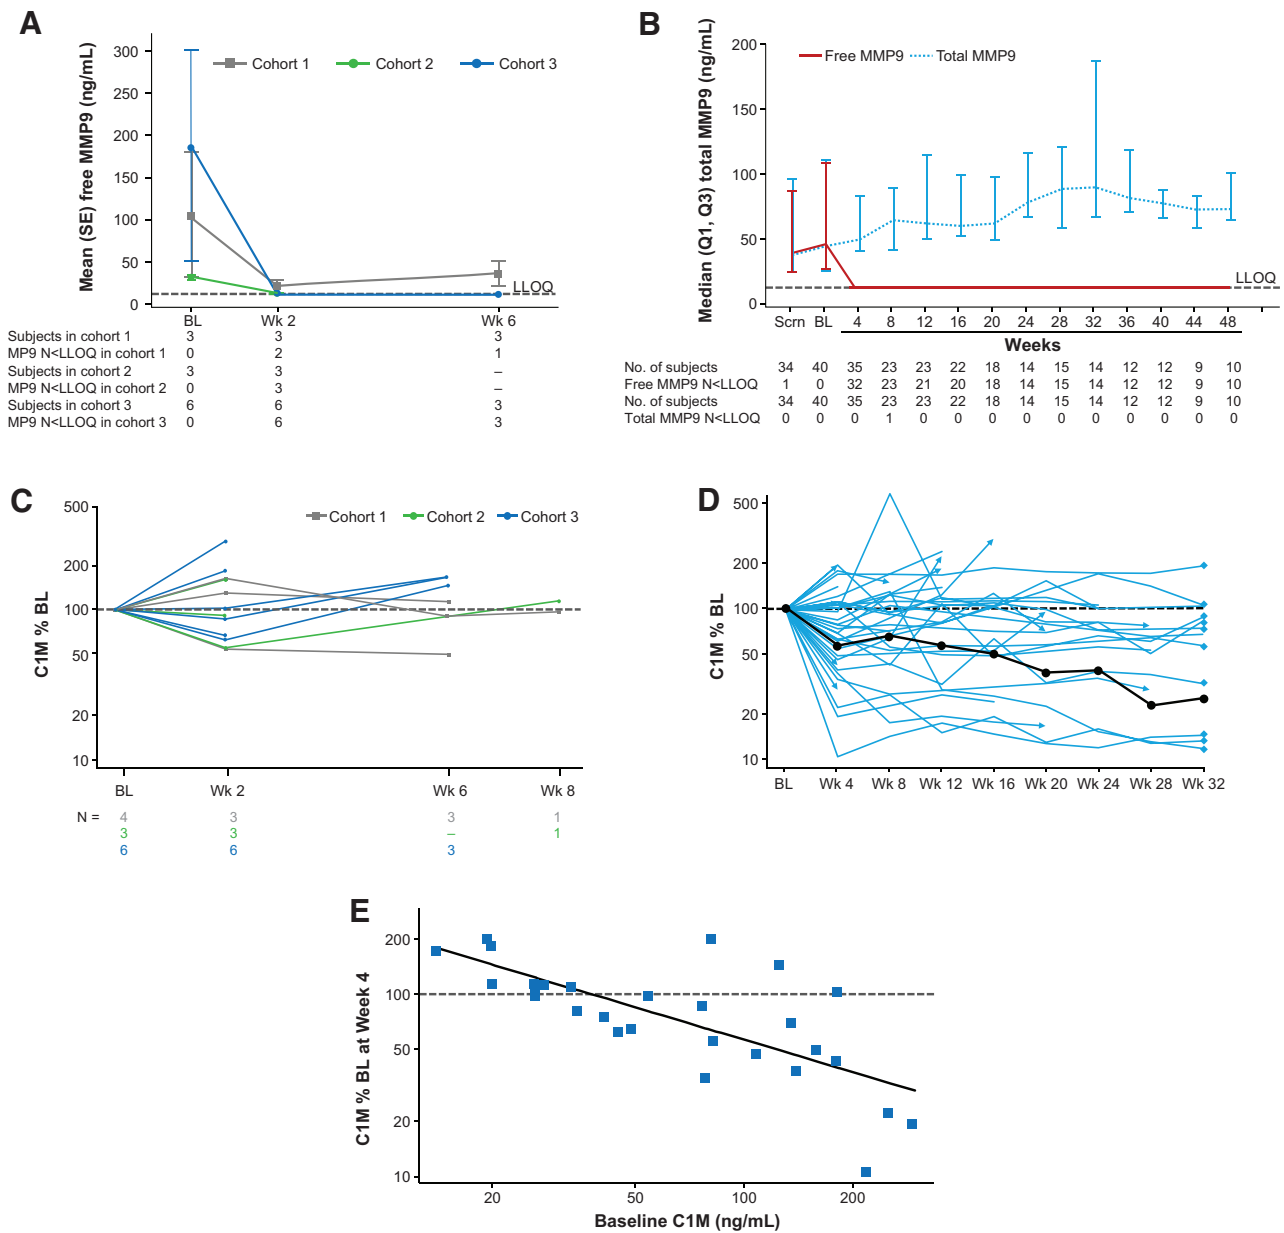 A
Mean (SE) free MMP9 (ng/mL)
300
250
200
150
100
50
0
Cohort 1
Cohort 2
Cohort 3
LLOQ
BL
Wk 2
Wk 6
Subjects in cohort 1 3 3 3
MP9 N<LLOQ in cohort 1 0 2 1
Subjects in cohort 2 3 3 –
MP9 N<LLOQ in cohort 2 0 3 –
Subjects in cohort 3 6 6 3
MP9 N<LLOQ in cohort 3 0 6 3
B
Median (Q1, Q3) total MMP9 (ng/mL)
200
150
100
50
0
Free MMP9
Total MMP9
LLOQ
Scrn BL 4 8 12 16 20 24 28 32 36 40 44 48
Weeks
No. of subjects 34 40 35 23 23 22 18 14 15 14 12 12 9 10
Free MMP9 N<LLOQ 1 0 32 23 21 20 18 14 15 14 12 12 9 10
No. of subjects 34 40 35 23 23 22 18 14 15 14 12 12 9 10
Total MMP9 N<LLOQ 0 0 0 1 0 0 0 0 0 0 0 0 0 0
C
C1M % BL
500
200
100
50
20
10
Cohort 1
Cohort 2
Cohort 3
BL Wk 2 Wk 6 Wk 8
N = 4 3 3 1
3 3 – 1
6 6 3
D
C1M % BL
500
200
100
50
20
10
BL Wk 4 Wk 8 Wk 12 Wk 16 Wk 20 Wk 24 Wk 28 Wk 32
E
C1M % BL at Week 4
200
100
50
20
10
20 50 100 200
Baseline C1M (ng/mL)